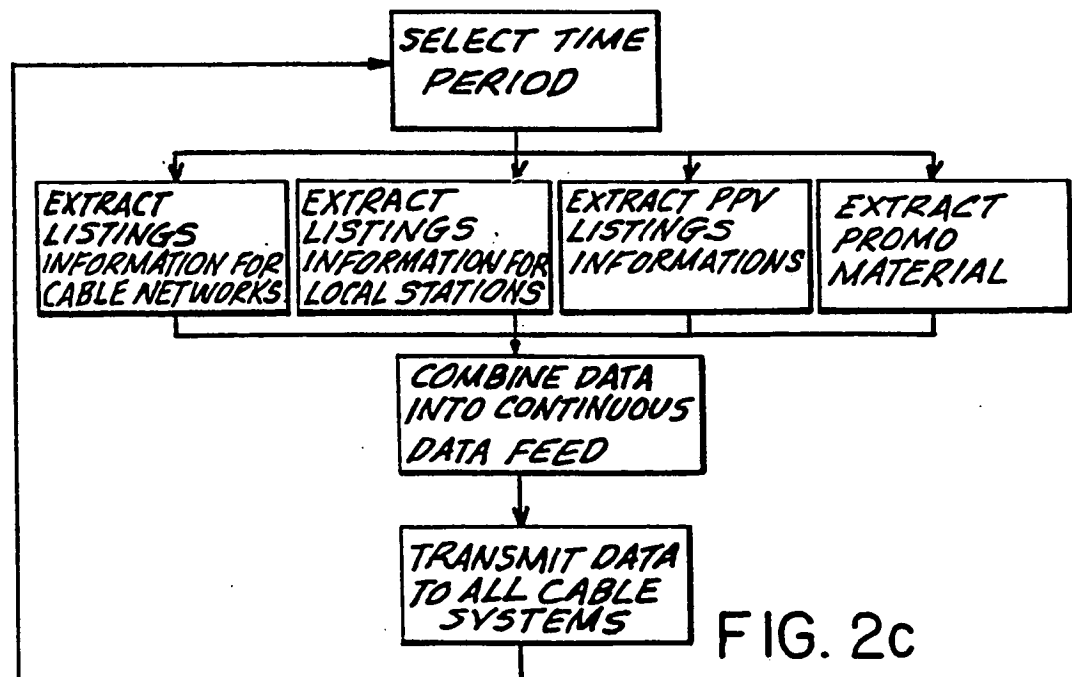 SELECT TIME
PERIOD
EXTRACT
LISTINGS
INFORMATION FOR
CABLE NETWORKS
EXTRACT
LISTINGS
INFORMATION FOR
LOCAL STATIONS
EXTRACT PPV
LISTINGS
INFORMATIONS
EXTRACT
PROMO
MATERIAL
COMBINE DATA
INTO CONTINUOUS
DATA FEED
TRANSMIT DATA
TO ALL CABLE
SYSTEMS
FIG. 2c